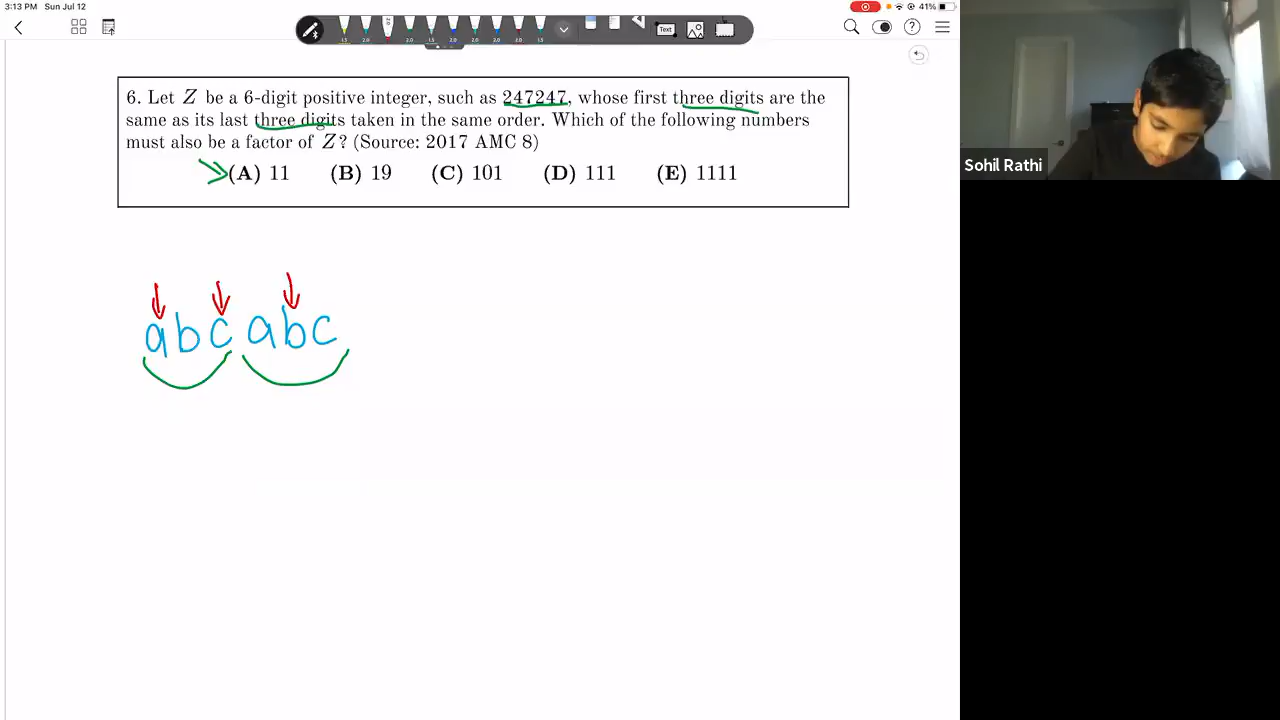 3:13 PM Sun Jul 12
41%
Text
6. Let Z be a 6-digit positive integer, such as 247247, whose first three digits are the
same as its last three digits taken in the same order. Which of the following numbers
must also be a factor of Z? (Source: 2017 AMC 8)
(A) 11 (B) 19 (C) 101 (D) 111 (E) 1111
Sohil Rathi
a b c a b c